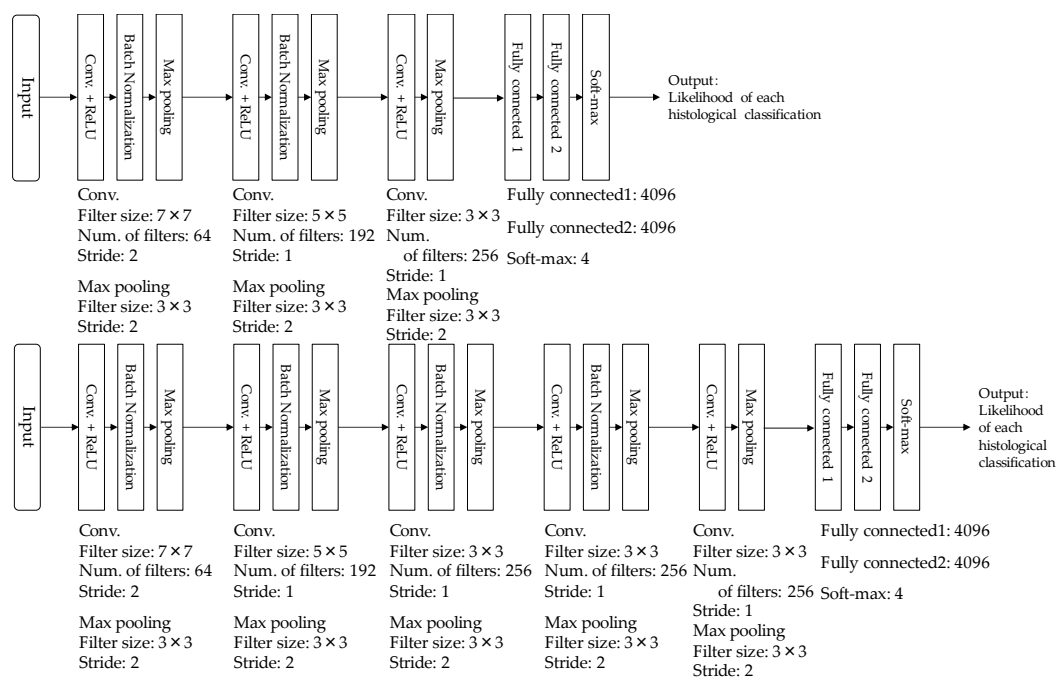 Input
Conv. + ReLU
Batch Normalization
Max pooling
Conv. + ReLU
Batch Normalization
Max pooling
Conv. + ReLU
Max pooling
Fully connected 1
Fully connected 2
Soft-max
Output:
Likelihood of each
histological classification
Conv.
Filter size: 7×7
Num. of filters: 64
Stride: 2
Max pooling
Filter size: 3×3
Stride: 2
Conv.
Filter size: 5×5
Num. of filters: 192
Stride: 1
Max pooling
Filter size: 3×3
Stride: 2
Conv.
Filter size: 3×3
Num.
of filters: 256
Stride: 1
Max pooling
Filter size: 3×3
Stride: 2
Fully connected1: 4096
Fully connected2: 4096
Soft-max: 4
Input
Conv. + ReLU
Batch Normalization
Max pooling
Conv. + ReLU
Batch Normalization
Max pooling
Conv. + ReLU
Batch Normalization
Max pooling
Conv. + ReLU
Batch Normalization
Max pooling
Conv. + ReLU
Max pooling
Fully connected 1
Fully connected 2
Soft-max
Output:
Likelihood
of each
histological
classification
Conv.
Filter size: 7×7
Num. of filters: 64
Stride: 2
Max pooling
Filter size: 3×3
Stride: 2
Conv.
Filter size: 5×5
Num. of filters: 192
Stride: 1
Max pooling
Filter size: 3×3
Stride: 2
Conv.
Filter size: 3×3
Num. of filters: 256
Stride: 1
Max pooling
Filter size: 3×3
Stride: 2
Conv.
Filter size: 3×3
Num. of filters: 256
Stride: 1
Max pooling
Filter size: 3×3
Stride: 2
Conv.
Filter size: 3×3
Num.
of filters: 256
Stride: 1
Max pooling
Filter size: 3×3
Stride: 2
Fully connected1: 4096
Fully connected2: 4096
Soft-max: 4